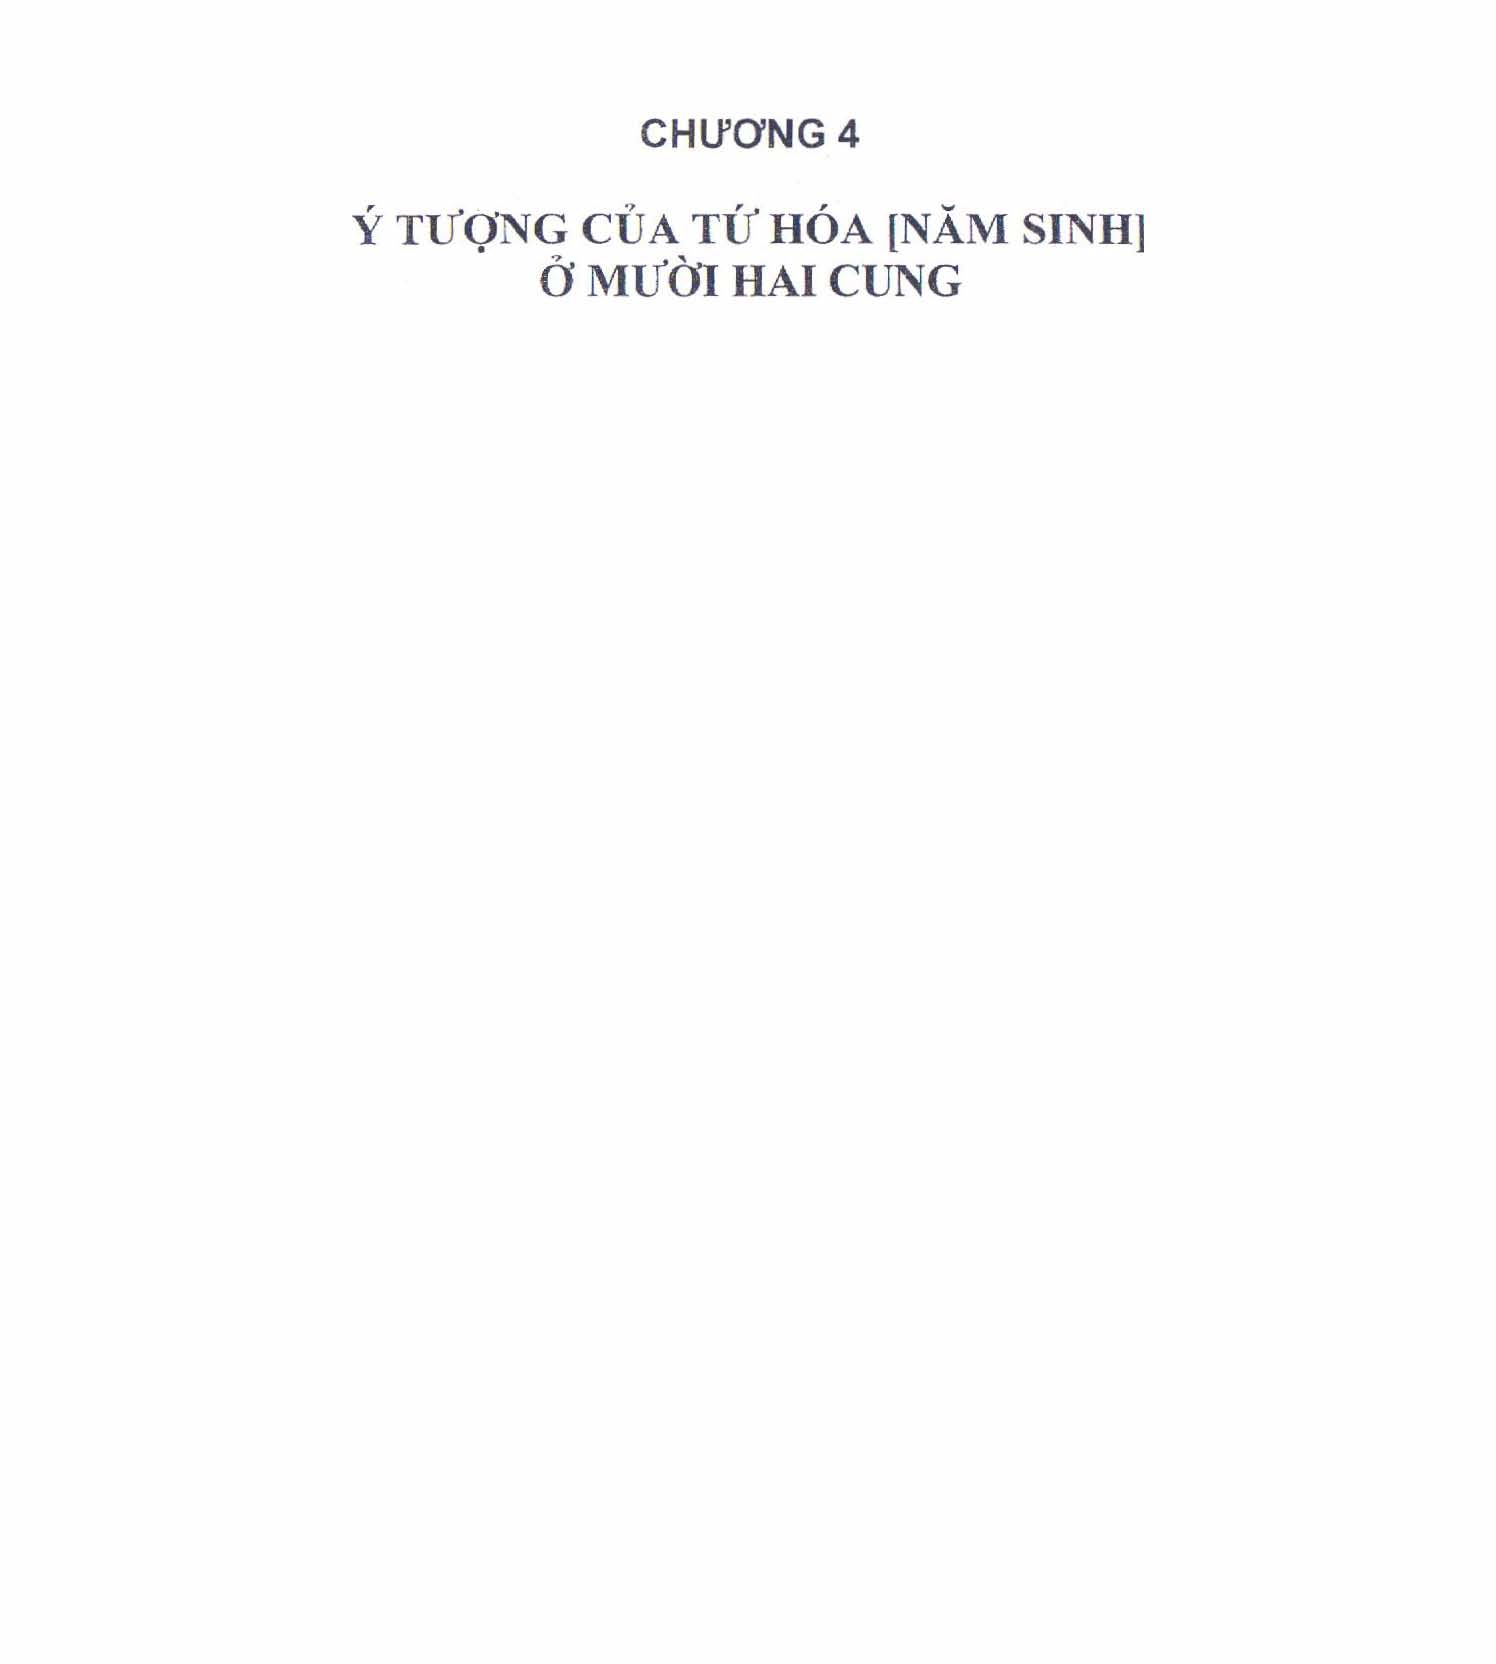 CHƯƠNG 4
Ý TƯỢNG CỦA TỨ HÓA [NĂM SINH]
Ở MƯỜI HAI CUNG